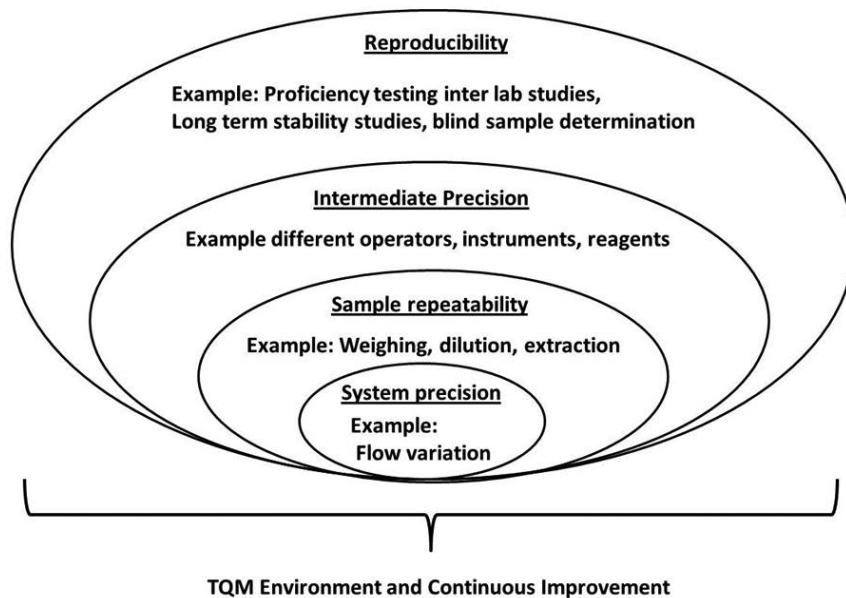 Reproducibility
Example: Proficiency testing inter lab studies,
Long term stability studies, blind sample determination
Intermediate Precision
Example different operators, instruments, reagents
Sample repeatability
Example: Weighing, dilution, extraction
System precision
Example:
Flow variation
TQM Environment and Continuous Improvement